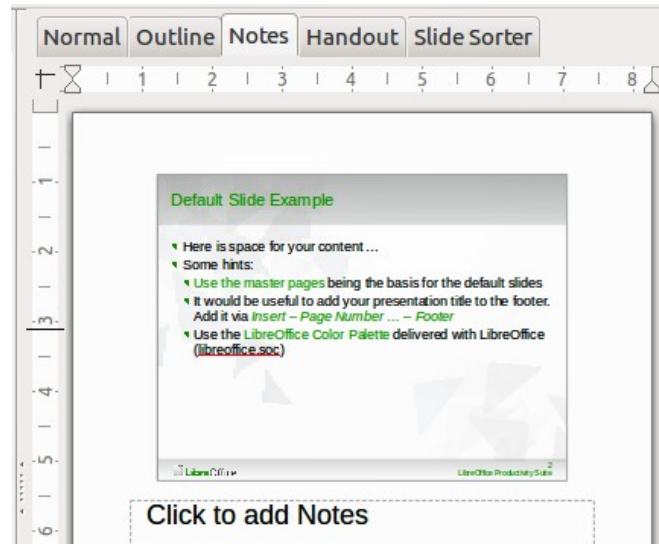 Normal Outline Notes Handout Slide Sorter
1 2 3 4 5 6 7 8
Default Slide Example
Here is space for your content ...
Some hints:
Use the master pages being the basis for the default slides
It would be useful to add your presentation title to the footer.
Add it via Insert – Page Number ... – Footer
Use the LibreOffice Color Palette delivered with LibreOffice
(libreoffice.soc)
2
LibreOffice LibreOffice Productivity Suite
Click to add Notes
1
2
3
4
5
6